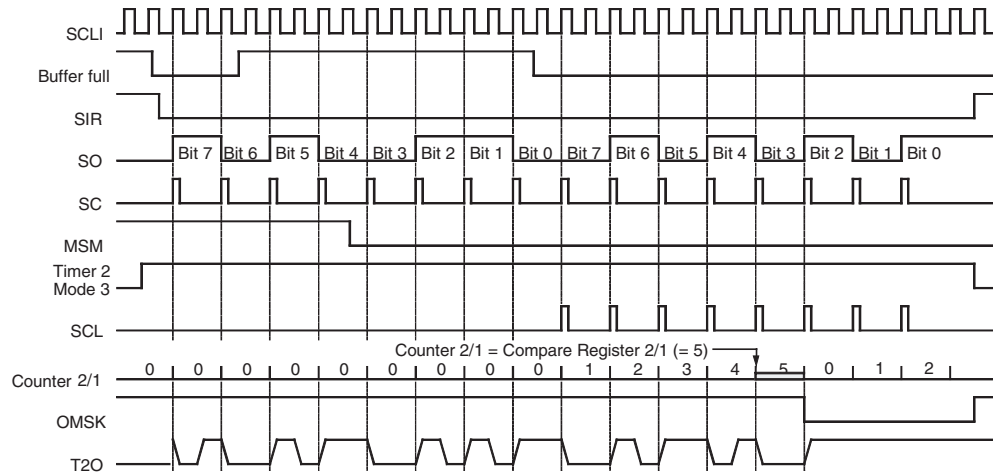 SCLI
Buffer full
SIR
SO
Bit 7 Bit 6 Bit 5 Bit 4 Bit 3 Bit 2 Bit 1 Bit 0 Bit 7 Bit 6 Bit 5 Bit 4 Bit 3 Bit 2 Bit 1 Bit 0
SC
MSM
Timer 2
Mode 3
SCL
Counter 2/1 = Compare Register 2/1 (= 5)
Counter 2/1
0 0 0 0 0 0 0 0 0 1 2 3 4 5 0 1 2
OMSK
T2O